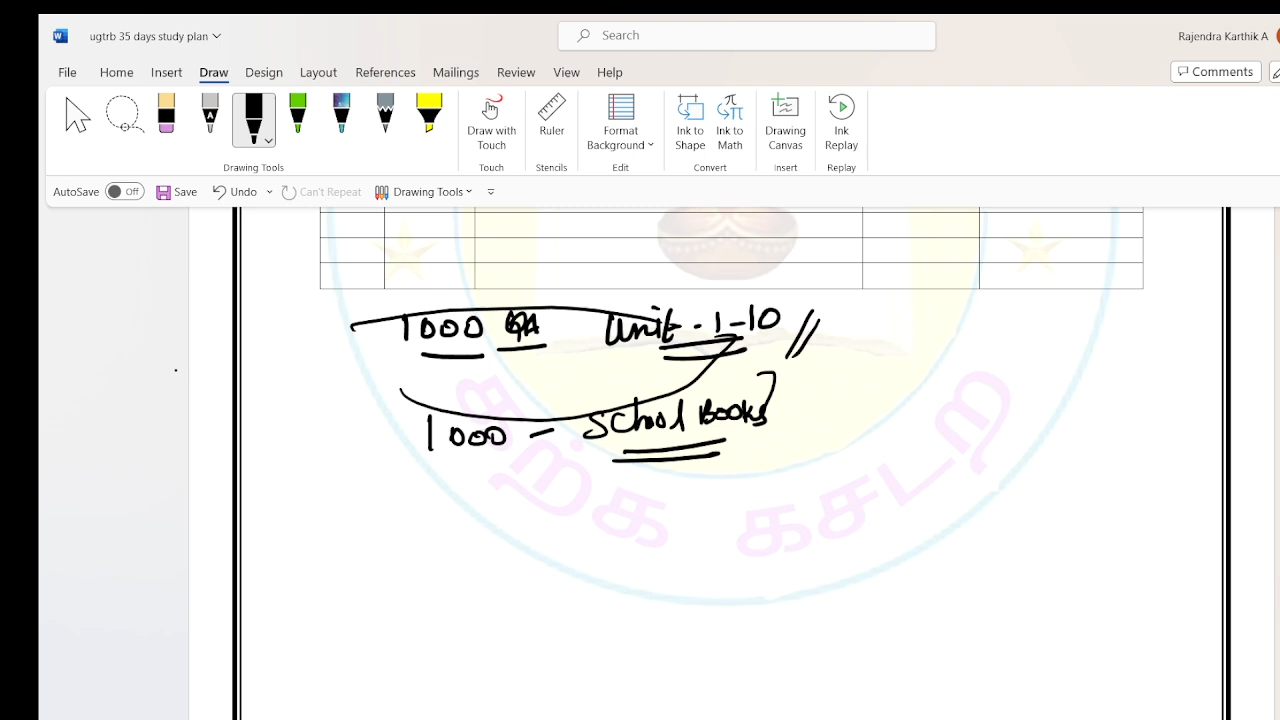 ugtrb 35 days study plan
Search
Rajendra Karthik A
File Home Insert Draw Design Layout References Mailings Review View Help
Comments
Draw with Touch
Ruler
Format Background
Ink to Shape
Ink to Math
Drawing Canvas
Ink Replay
Drawing Tools
Touch
Stencils
Edit
Convert
Insert
Replay
AutoSave Off Save Undo Can't Repeat Drawing Tools
1000 QA Unit - 1-10 //
1000 - School Books
கற்க கசடற